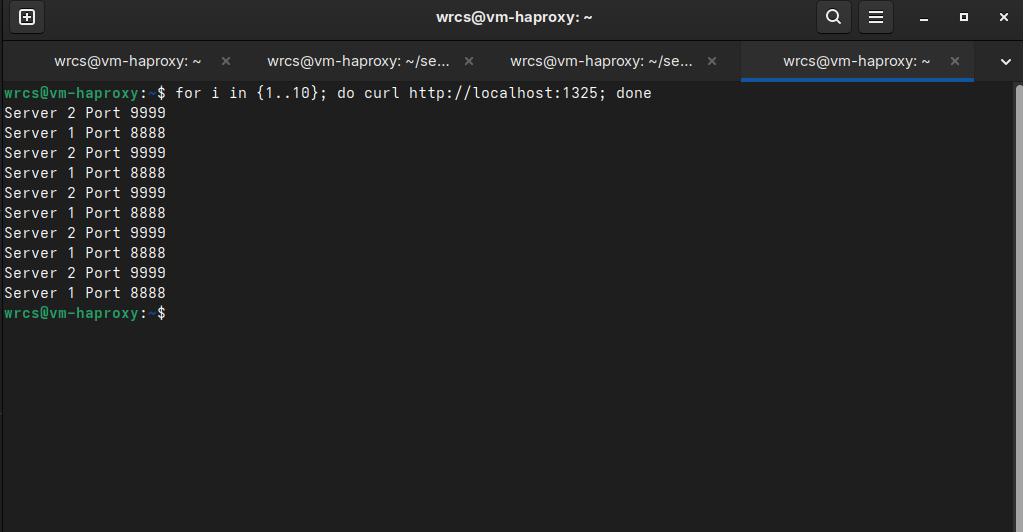 wrcs@vm-haproxy: ~
wrcs@vm-haproxy: ~
wrcs@vm-haproxy: ~/se...
wrcs@vm-haproxy: ~/se...
wrcs@vm-haproxy: ~
wrcs@vm-haproxy:~$ for i in {1..10}; do curl http://localhost:1325; done
Server 2 Port 9999
Server 1 Port 8888
Server 2 Port 9999
Server 1 Port 8888
Server 2 Port 9999
Server 1 Port 8888
Server 2 Port 9999
Server 1 Port 8888
Server 2 Port 9999
Server 1 Port 8888
wrcs@vm-haproxy:~$